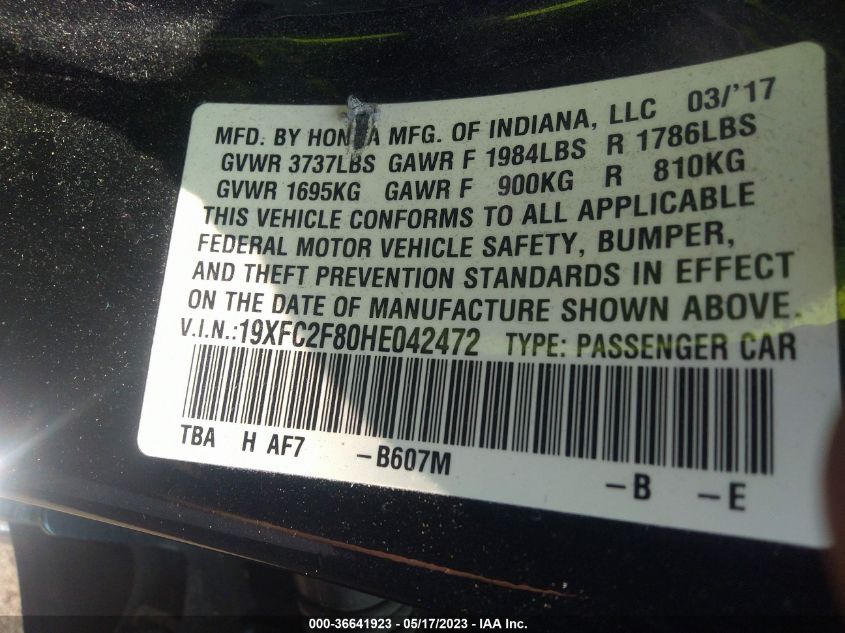 MFD. BY HONDA MFG. OF INDIANA, LLC 03/'17
GVWR 3737LBS GAWR F 1984LBS R 1786LBS
GVWR 1695KG GAWR F 900KG R 810KG
THIS VEHICLE CONFORMS TO ALL APPLICABLE
FEDERAL MOTOR VEHICLE SAFETY, BUMPER,
AND THEFT PREVENTION STANDARDS IN EFFECT
ON THE DATE OF MANUFACTURE SHOWN ABOVE.
V.I.N.:19XFC2F80HE042472 TYPE: PASSENGER CAR
TBA H AF7 -B607M -B -E
000-36641923 - 05/17/2023 - IAA Inc.